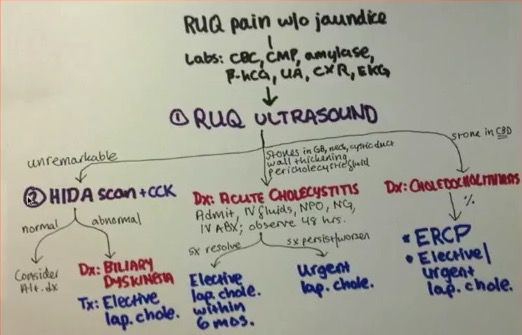 RUQ pain w/o jaundice
Labs: CBC, CMP, amylase,
β-hCG, UA, CXR, EKG
① RUQ ULTRASOUND
unremarkable
stones in GB, neck, cystic duct
wall thickening
pericholecystic fluid
stone in CBD
② HIDA scan + CCK
normal
abnormal
Consider
Alt. dx
Dx: BILIARY
DYSKINESIA
Tx: Elective
lap. chole.
Dx: ACUTE CHOLECYSTITIS
Admit, IV fluids, NPO, NG,
IV ABX; observe 48 hrs.
sx resolve
sx persist/worsen
Elective
lap. chole.
within
6 mos.
Urgent
lap. chole.
Dx: CHOLEDOCHOLITHIASIS
* ERCP
* Elective/
urgent
lap. chole.